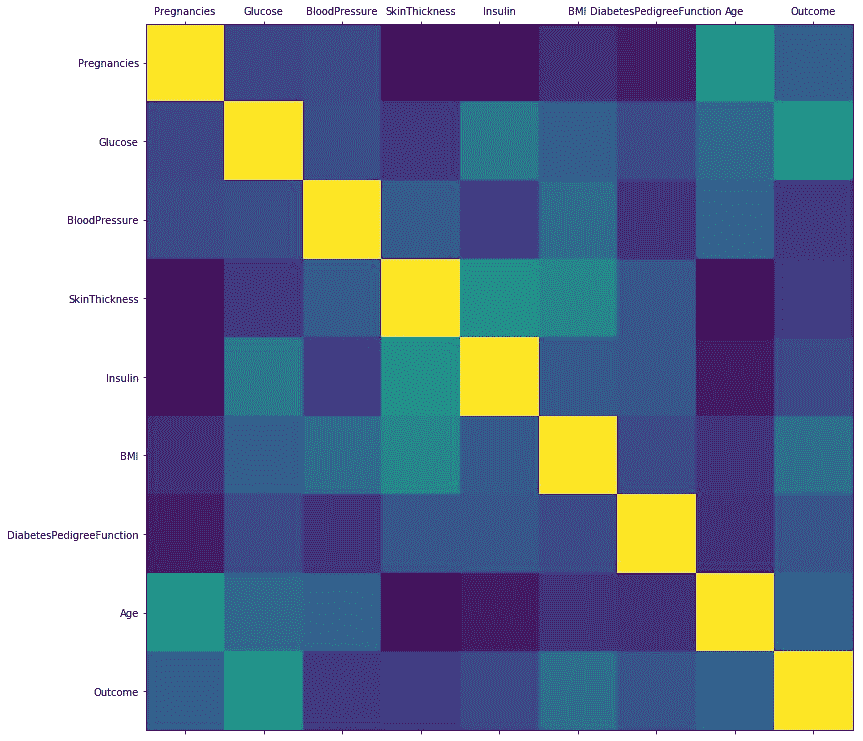 Pregnancies Glucose BloodPressure SkinThickness Insulin BMI DiabetesPedigreeFunction Age Outcome
Pregnancies
Glucose
BloodPressure
SkinThickness
Insulin
BMI
DiabetesPedigreeFunction
Age
Outcome